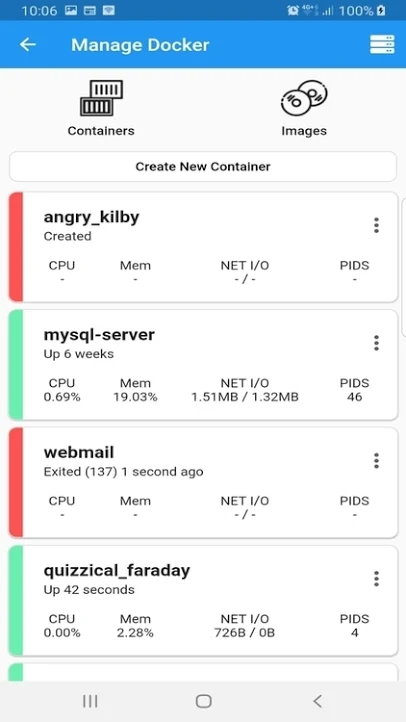 10:06 4G+ 100%
Manage Docker
Containers Images
Create New Container
angry_kilby
Created
CPU Mem NET I/O PIDS
- - - / - -
mysql-server
Up 6 weeks
CPU Mem NET I/O PIDS
0.69% 19.03% 1.51MB / 1.32MB 46
webmail
Exited (137) 1 second ago
CPU Mem NET I/O PIDS
- - - / - -
quizzical_faraday
Up 42 seconds
CPU Mem NET I/O PIDS
0.00% 2.28% 726B / 0B 4